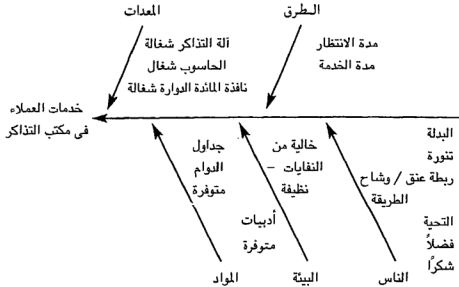 المعدات
آلة التذاكر شغالة
الحاسوب شغال
نافذة المائدة الدوارة شغالة
الطرق
مدة الانتظار
مدة الخدمة
خدمات العملاء
فى مكتب التذاكر
جداول
الدوام
متوفرة
المواد
خالية من
النفايات –
نظيفة
أدبيات
متوفرة
البيئة
البدلة
تنورة
ربطة عنق / وشاح
الطريقة
التحية
فضلاً
شكرًا
الناس